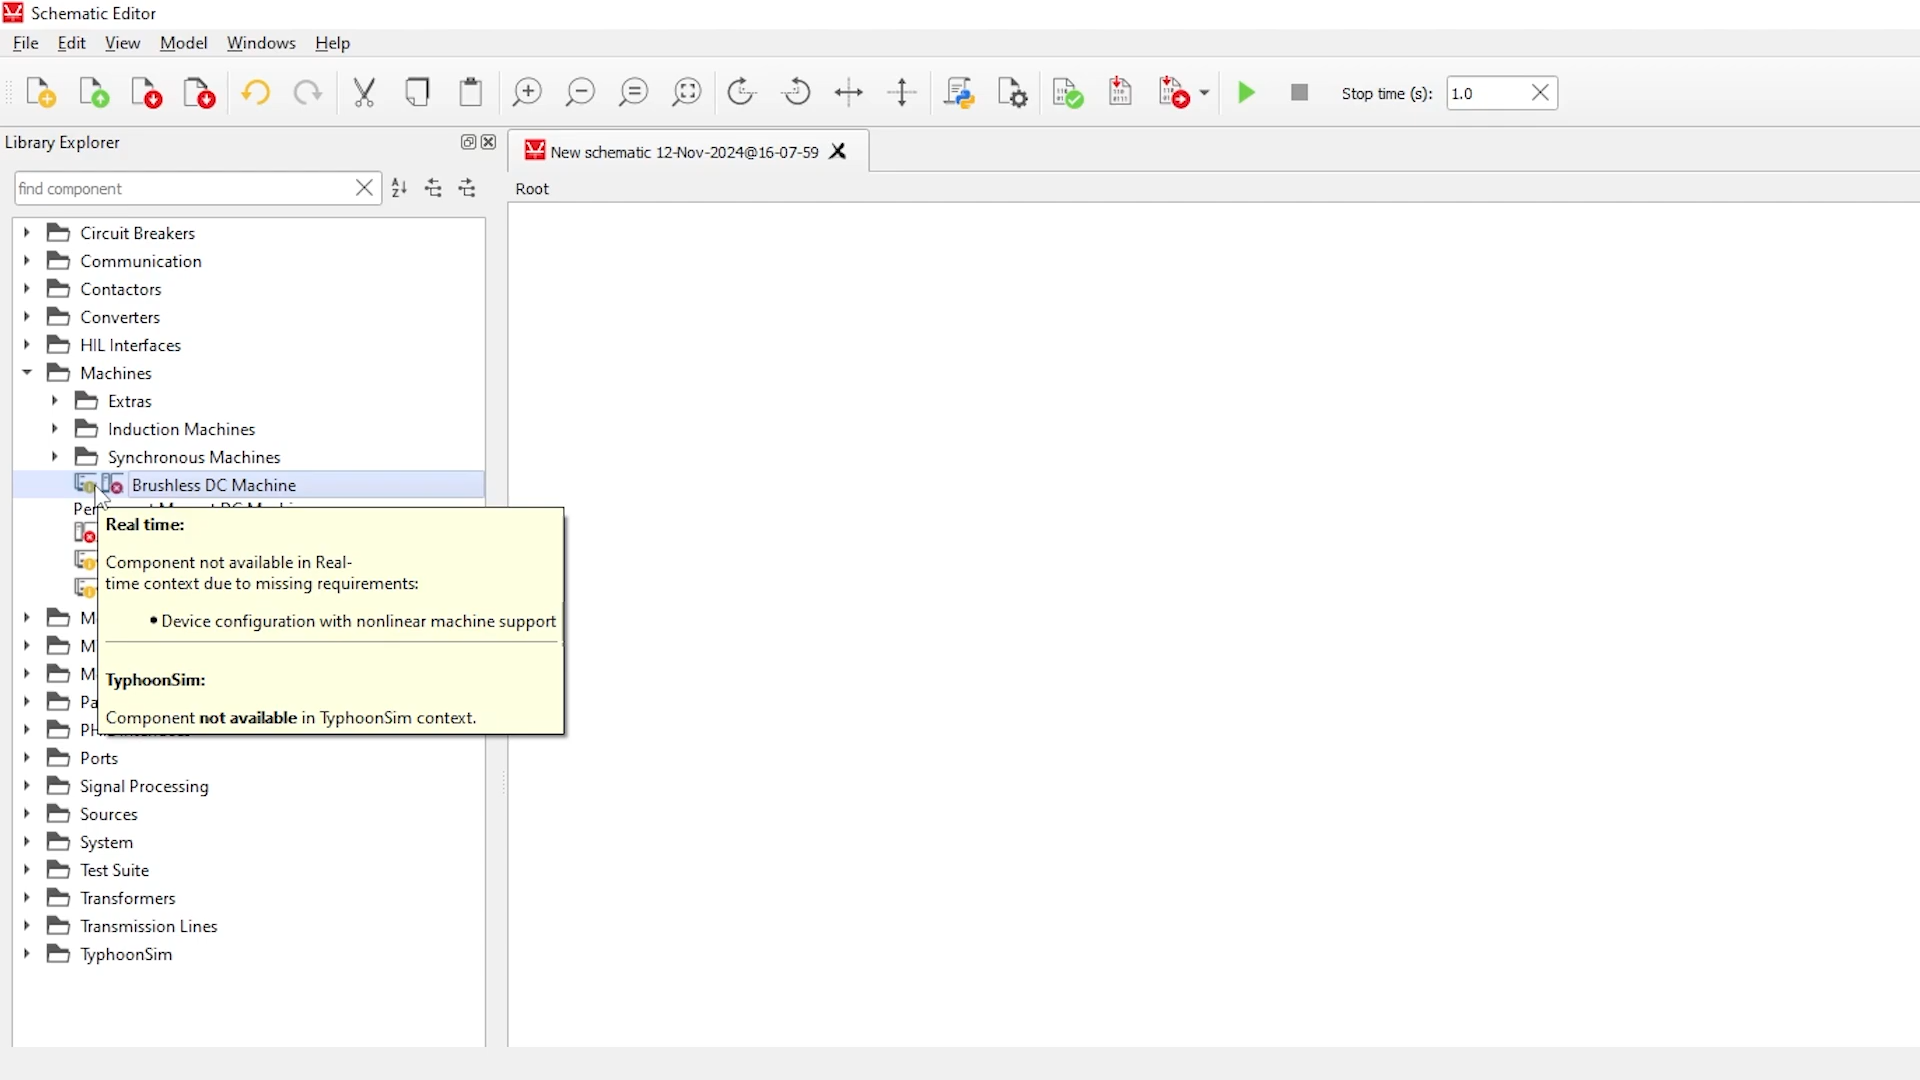 Schematic Editor
File Edit View Model Windows Help
Stop time (s): 1.0
Library Explorer
New schematic 12-Nov-2024@16-07-59
find component
Root
Circuit Breakers
Communication
Contactors
Converters
HIL Interfaces
Machines
Extras
Induction Machines
Synchronous Machines
Brushless DC Machine
Real time:
Component not available in Real-
time context due to missing requirements:
• Device configuration with nonlinear machine support
TyphoonSim:
Component not available in TyphoonSim context.
Ports
Signal Processing
Sources
System
Test Suite
Transformers
Transmission Lines
TyphoonSim